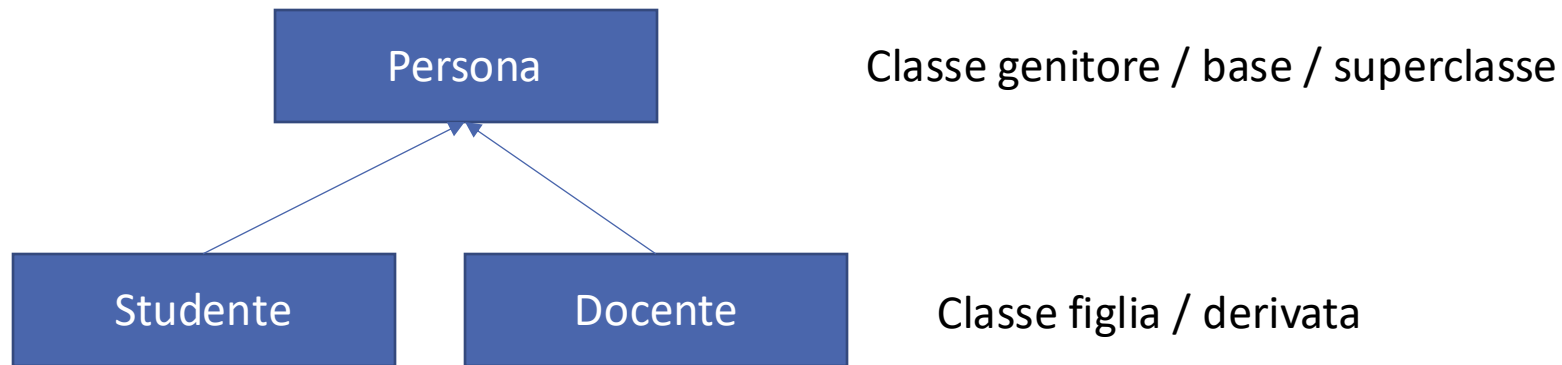 Persona
Classe genitore / base / superclasse
Studente
Docente
Classe figlia / derivata